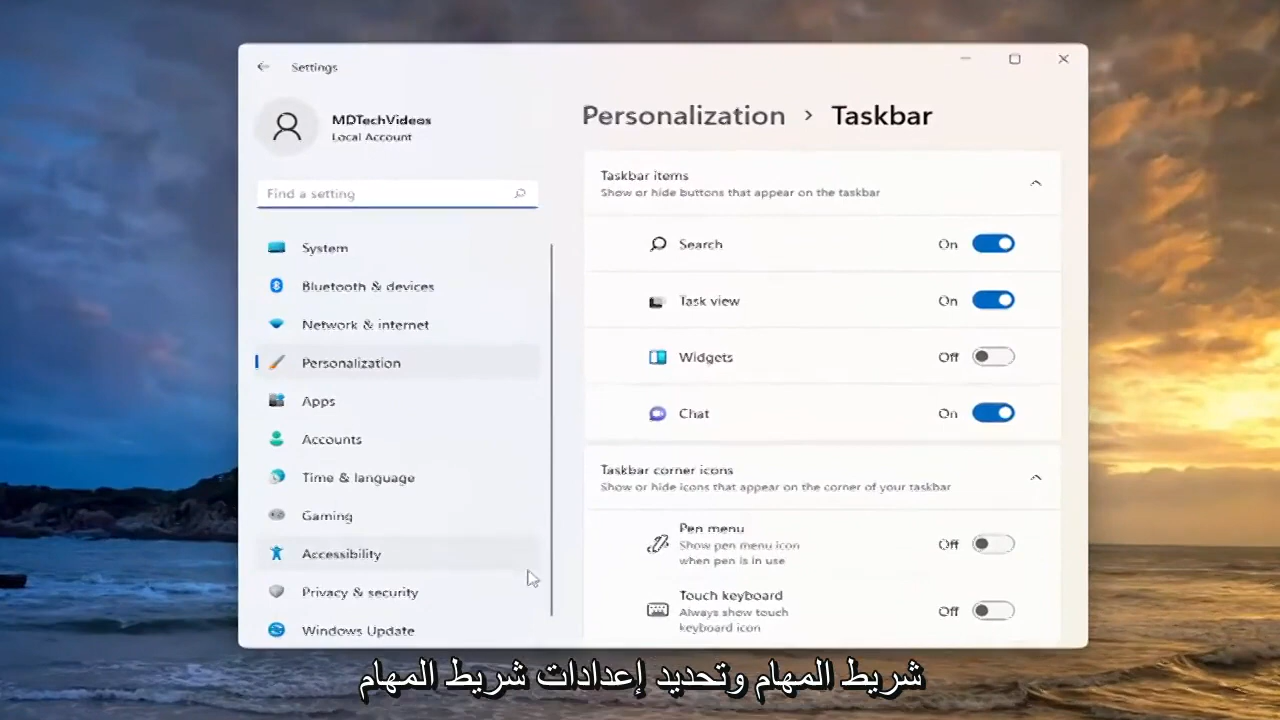 Settings
MDTechVideos
Local Account
Find a setting
System
Bluetooth & devices
Network & internet
Personalization
Apps
Accounts
Time & language
Gaming
Accessibility
Privacy & security
Windows Update
Personalization > Taskbar
Taskbar items
Show or hide buttons that appear on the taskbar
Search On
Task view On
Widgets Off
Chat On
Taskbar corner icons
Show or hide icons that appear on the corner of your taskbar
Pen menu
Show pen menu icon
when pen is in use
Off
Touch keyboard
Always show touch
keyboard icon
Off
شريط المهام وتحديد إعدادات شريط المهام